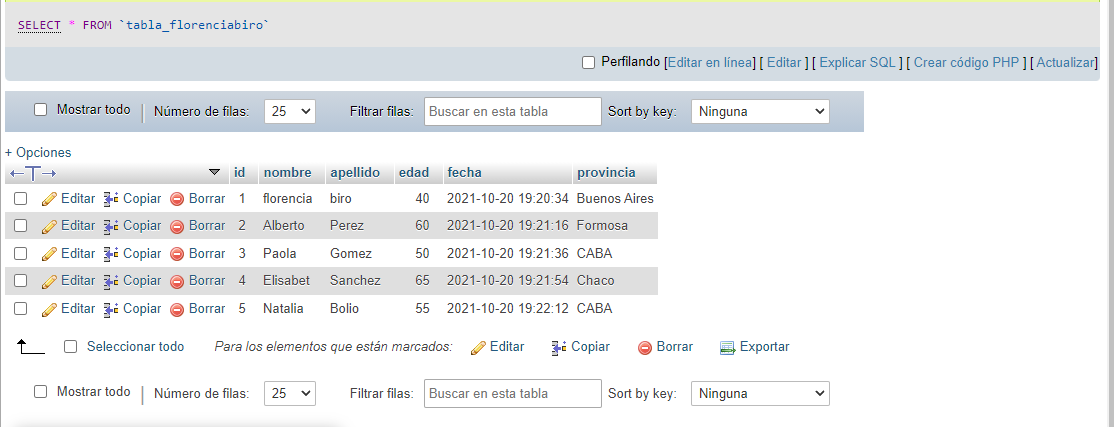 SELECT * FROM `tabla_florenciabiro`
Perfilando [Editar en línea] [ Editar ] [ Explicar SQL ] [ Crear código PHP ] [ Actualizar]
Mostrar todo | Número de filas: 25 Filtrar filas: Buscar en esta tabla Sort by key: Ninguna
+ Opciones
←T→ id nombre apellido edad fecha provincia
Editar Copiar Borrar 1 florencia biro 40 2021-10-20 19:20:34 Buenos Aires
Editar Copiar Borrar 2 Alberto Perez 60 2021-10-20 19:21:16 Formosa
Editar Copiar Borrar 3 Paola Gomez 50 2021-10-20 19:21:36 CABA
Editar Copiar Borrar 4 Elisabet Sanchez 65 2021-10-20 19:21:54 Chaco
Editar Copiar Borrar 5 Natalia Bolio 55 2021-10-20 19:22:12 CABA
Seleccionar todo Para los elementos que están marcados: Editar Copiar Borrar Exportar
Mostrar todo | Número de filas: 25 Filtrar filas: Buscar en esta tabla Sort by key: Ninguna